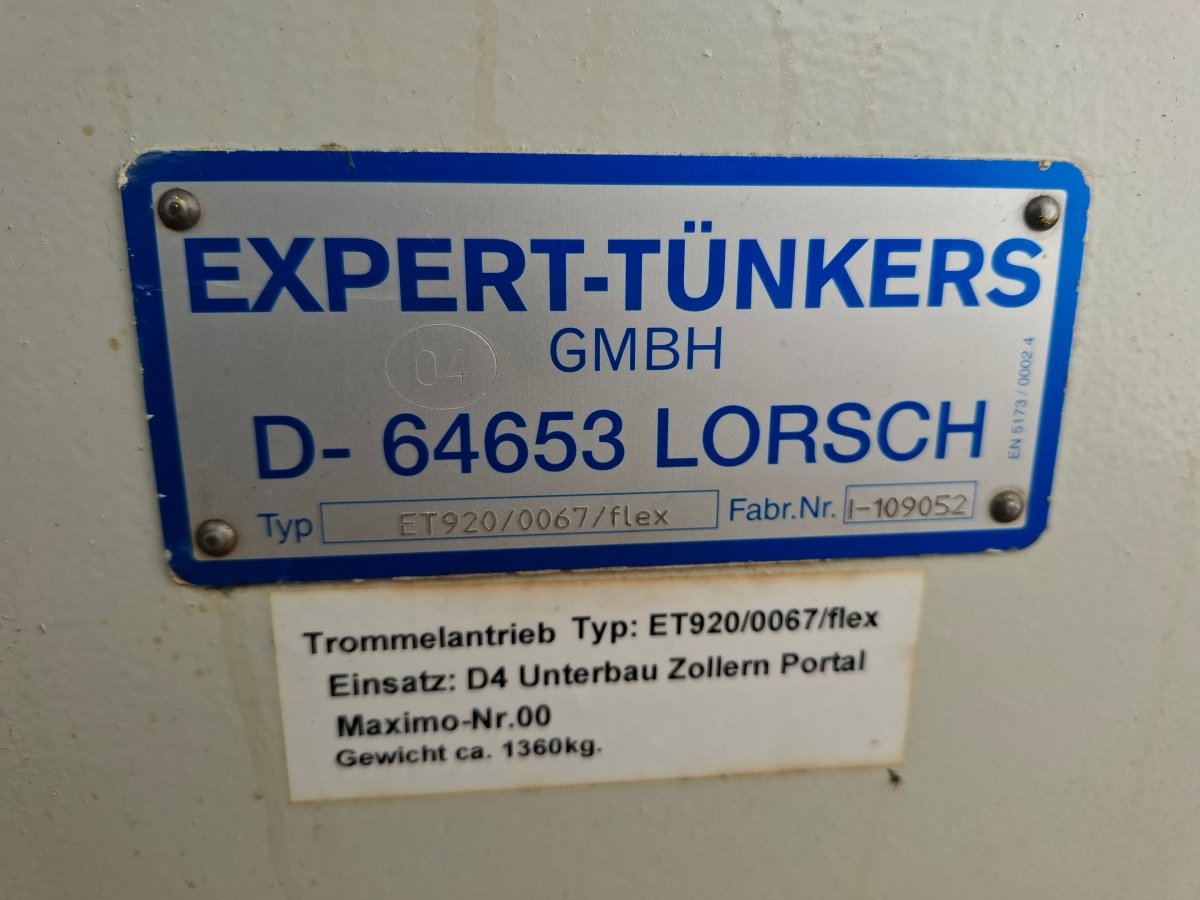 EXPERT-TÜNKERS
GMBH
04
D- 64653 LORSCH
EN 5173 / 0002.4
Typ ET920/0067/flex Fabr.Nr. I-109052
Trommelantrieb Typ: ET920/0067/flex
Einsatz: D4 Unterbau Zollern Portal
Maximo-Nr.00
Gewicht ca. 1360kg.